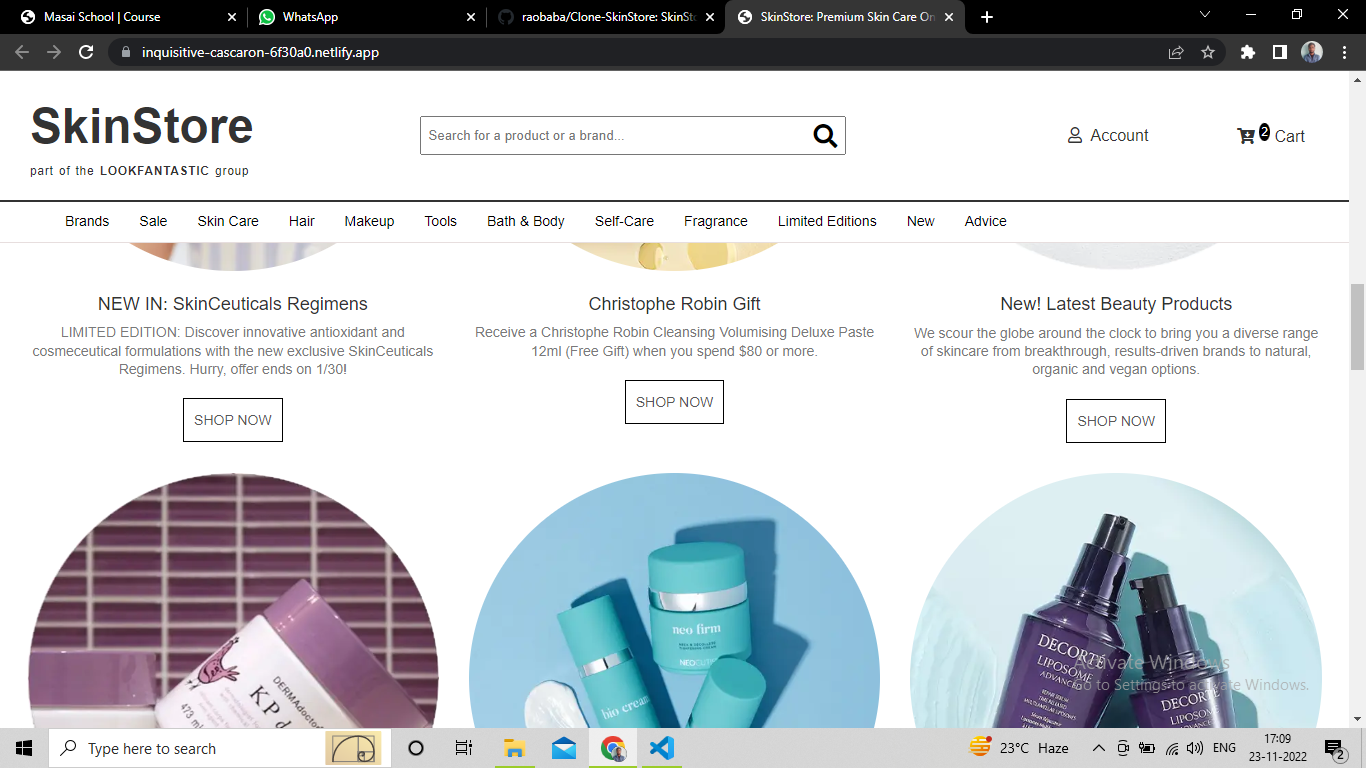 Masai School | Course
WhatsApp
raobaba/Clone-SkinStore: SkinSto
SkinStore: Premium Skin Care On
inquisitive-cascaron-6f30a0.netlify.app
SkinStore
part of the LOOKFANTASTIC group
Search for a product or a brand...
Account
2 Cart
Brands Sale Skin Care Hair Makeup Tools Bath & Body Self-Care Fragrance Limited Editions New Advice
NEW IN: SkinCeuticals Regimens
LIMITED EDITION: Discover innovative antioxidant and
cosmeceutical formulations with the new exclusive SkinCeuticals
Regimens. Hurry, offer ends on 1/30!
SHOP NOW
Christophe Robin Gift
Receive a Christophe Robin Cleansing Volumising Deluxe Paste
12ml (Free Gift) when you spend $80 or more.
SHOP NOW
New! Latest Beauty Products
We scour the globe around the clock to bring you a diverse range
of skincare from breakthrough, results-driven brands to natural,
organic and vegan options.
SHOP NOW
DERMAdoctor
KP d
473 ml
neo firm
NECK & DECOLLETE
TIGHTENING CREAM
NEOCUTIS
bio cream
DECORTÉ
LIPOSOME
ADVANCED
REPAIR SERUM
DECORTÉ
LIPOSOME
Activate Windows
Go to Settings to activate Windows.
Type here to search
23°C Haze
ENG
17:09
23-11-2022
2